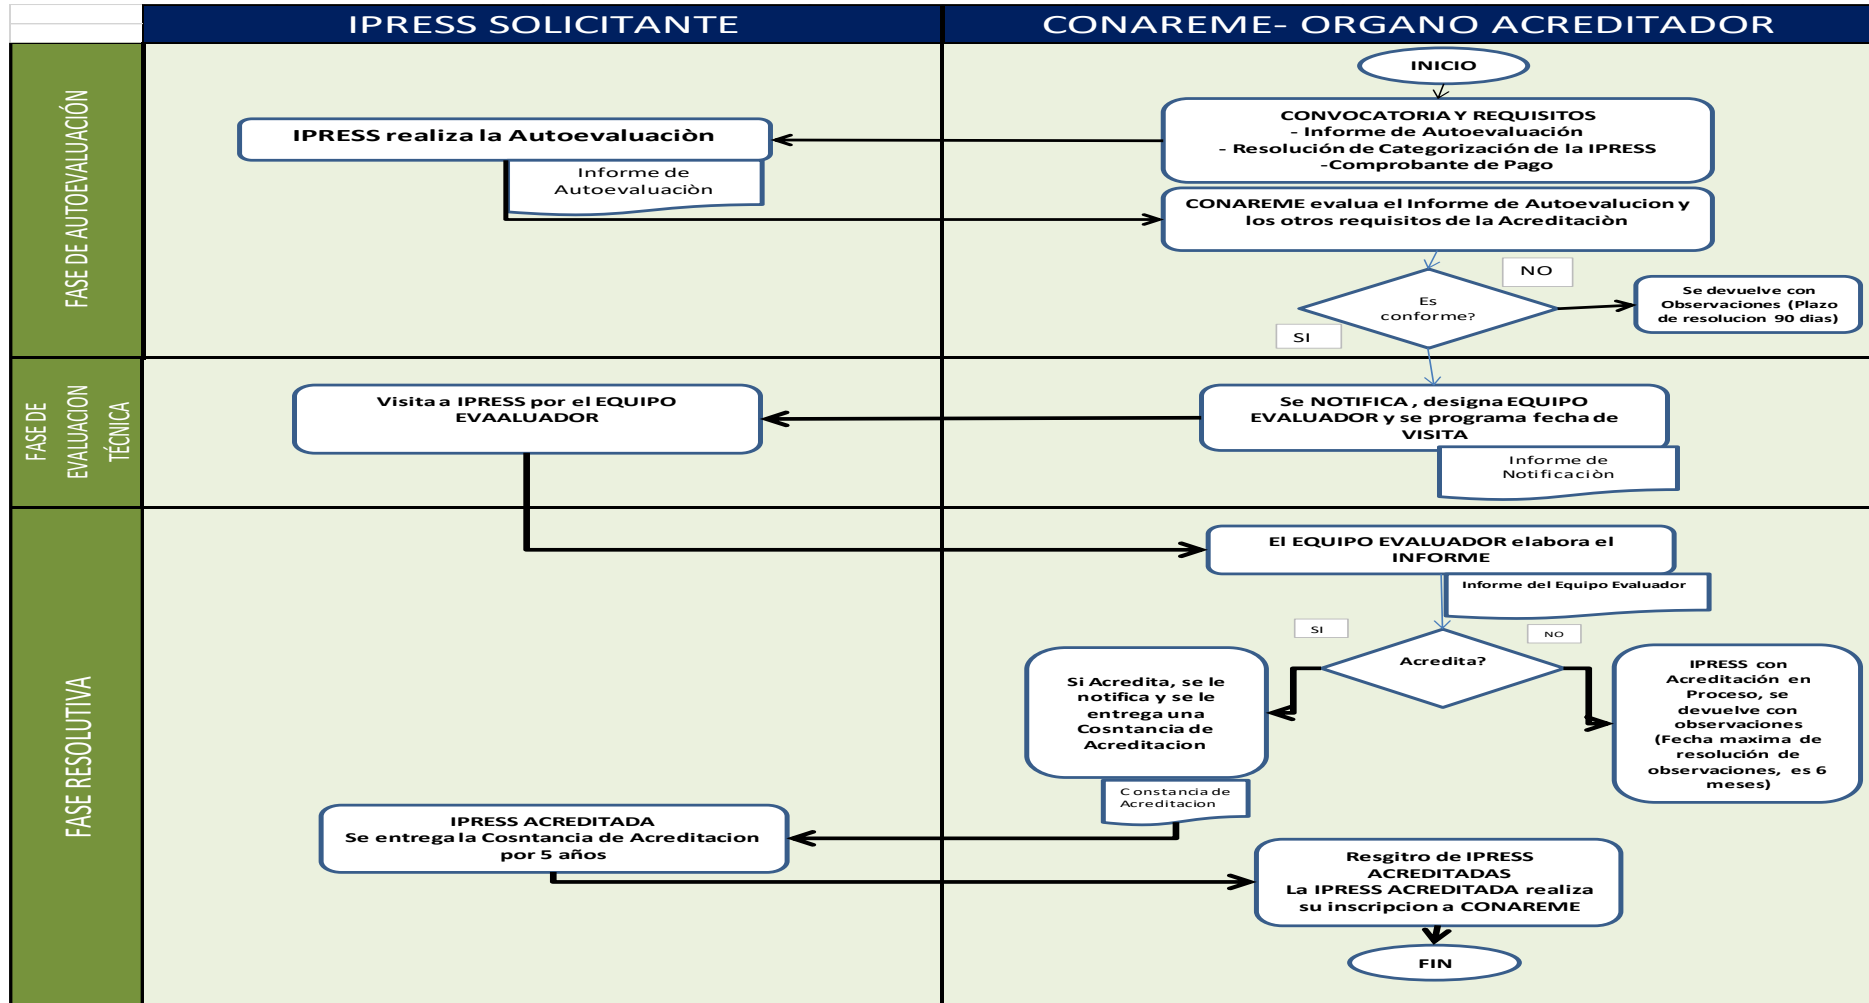 IPRESS SOLICITANTE
CONAREME- ORGANO ACREDITADOR
FASE DE AUTOEVALUACIÓN
INICIO
CONVOCATORIA Y REQUISITOS
- Informe de Autoevaluación
- Resolución de Categorización de la IPRESS
-Comprobante de Pago
IPRESS realiza la Autoevaluaciòn
Informe de
Autoevaluaciòn
CONAREME evalua el Informe de Autoevalucion y
los otros requisitos de la Acreditaciòn
Es
conforme?
NO
SI
Se devuelve con
Observaciones (Plazo
de resolucion 90 dias)
FASE DE
EVALUACION
TÉCNICA
Visita a IPRESS por el EQUIPO
EVAALUADOR
Se NOTIFICA , designa EQUIPO
EVALUADOR y se programa fecha de
VISITA
Informe de
Notificaciòn
FASE RESOLUTIVA
El EQUIPO EVALUADOR elabora el
INFORME
Informe del Equipo Evaluador
SI
NO
Acredita?
Si Acredita, se le
notifica y se le
entrega una
Cosntancia de
Acreditacion
Constancia de
Acreditacion
IPRESS con
Acreditación en
Proceso, se
devuelve con
observaciones
(Fecha maxima de
resolución de
observaciones, es 6
meses)
IPRESS ACREDITADA
Se entrega la Cosntancia de Acreditacion
por 5 años
Resgitro de IPRESS
ACREDITADAS
La IPRESS ACREDITADA realiza
su inscripcion a CONAREME
FIN